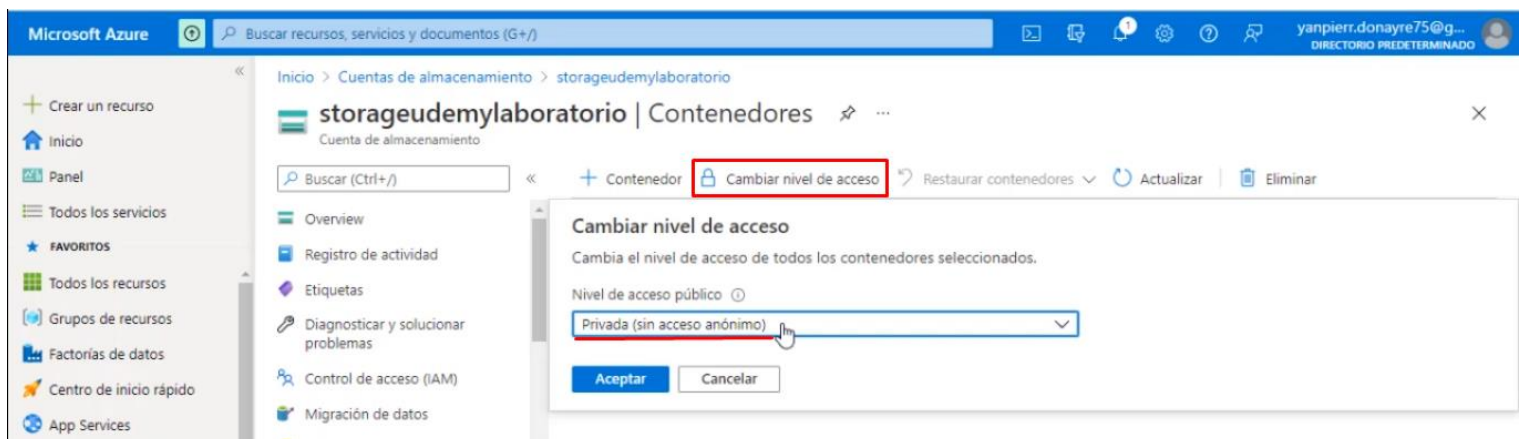 Microsoft Azure
Buscar recursos, servicios y documentos (G+/)
1
yanpierr.donayre75@g...
DIRECTORIO PREDETERMINADO
Crear un recurso
Inicio
Panel
Todos los servicios
FAVORITOS
Todos los recursos
Grupos de recursos
Factorías de datos
Centro de inicio rápido
App Services
Inicio > Cuentas de almacenamiento > storageudemylaboratorio
storageudemylaboratorio | Contenedores
Cuenta de almacenamiento
Buscar (Ctrl+/)
Overview
Registro de actividad
Etiquetas
Diagnosticar y solucionar
problemas
Control de acceso (IAM)
Migración de datos
Contenedor Cambiar nivel de acceso Restaurar contenedores Actualizar Eliminar
Cambiar nivel de acceso
Cambia el nivel de acceso de todos los contenedores seleccionados.
Nivel de acceso público
Privada (sin acceso anónimo)
Aceptar Cancelar